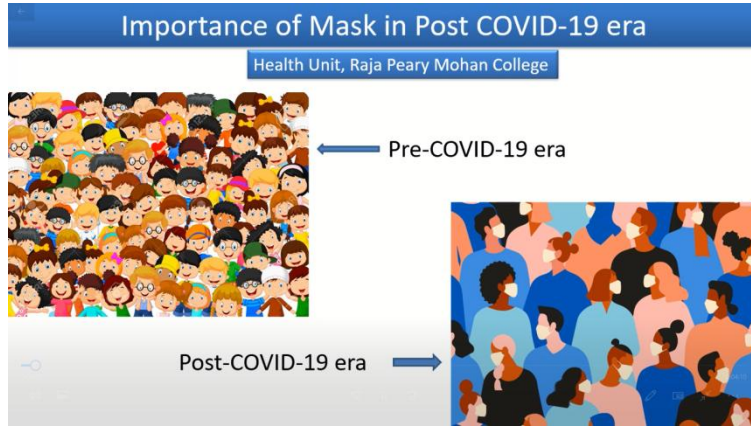 Importance of Mask in Post COVID-19 era
Health Unit, Raja Peary Mohan College
Pre-COVID-19 era
Post-COVID-19 era